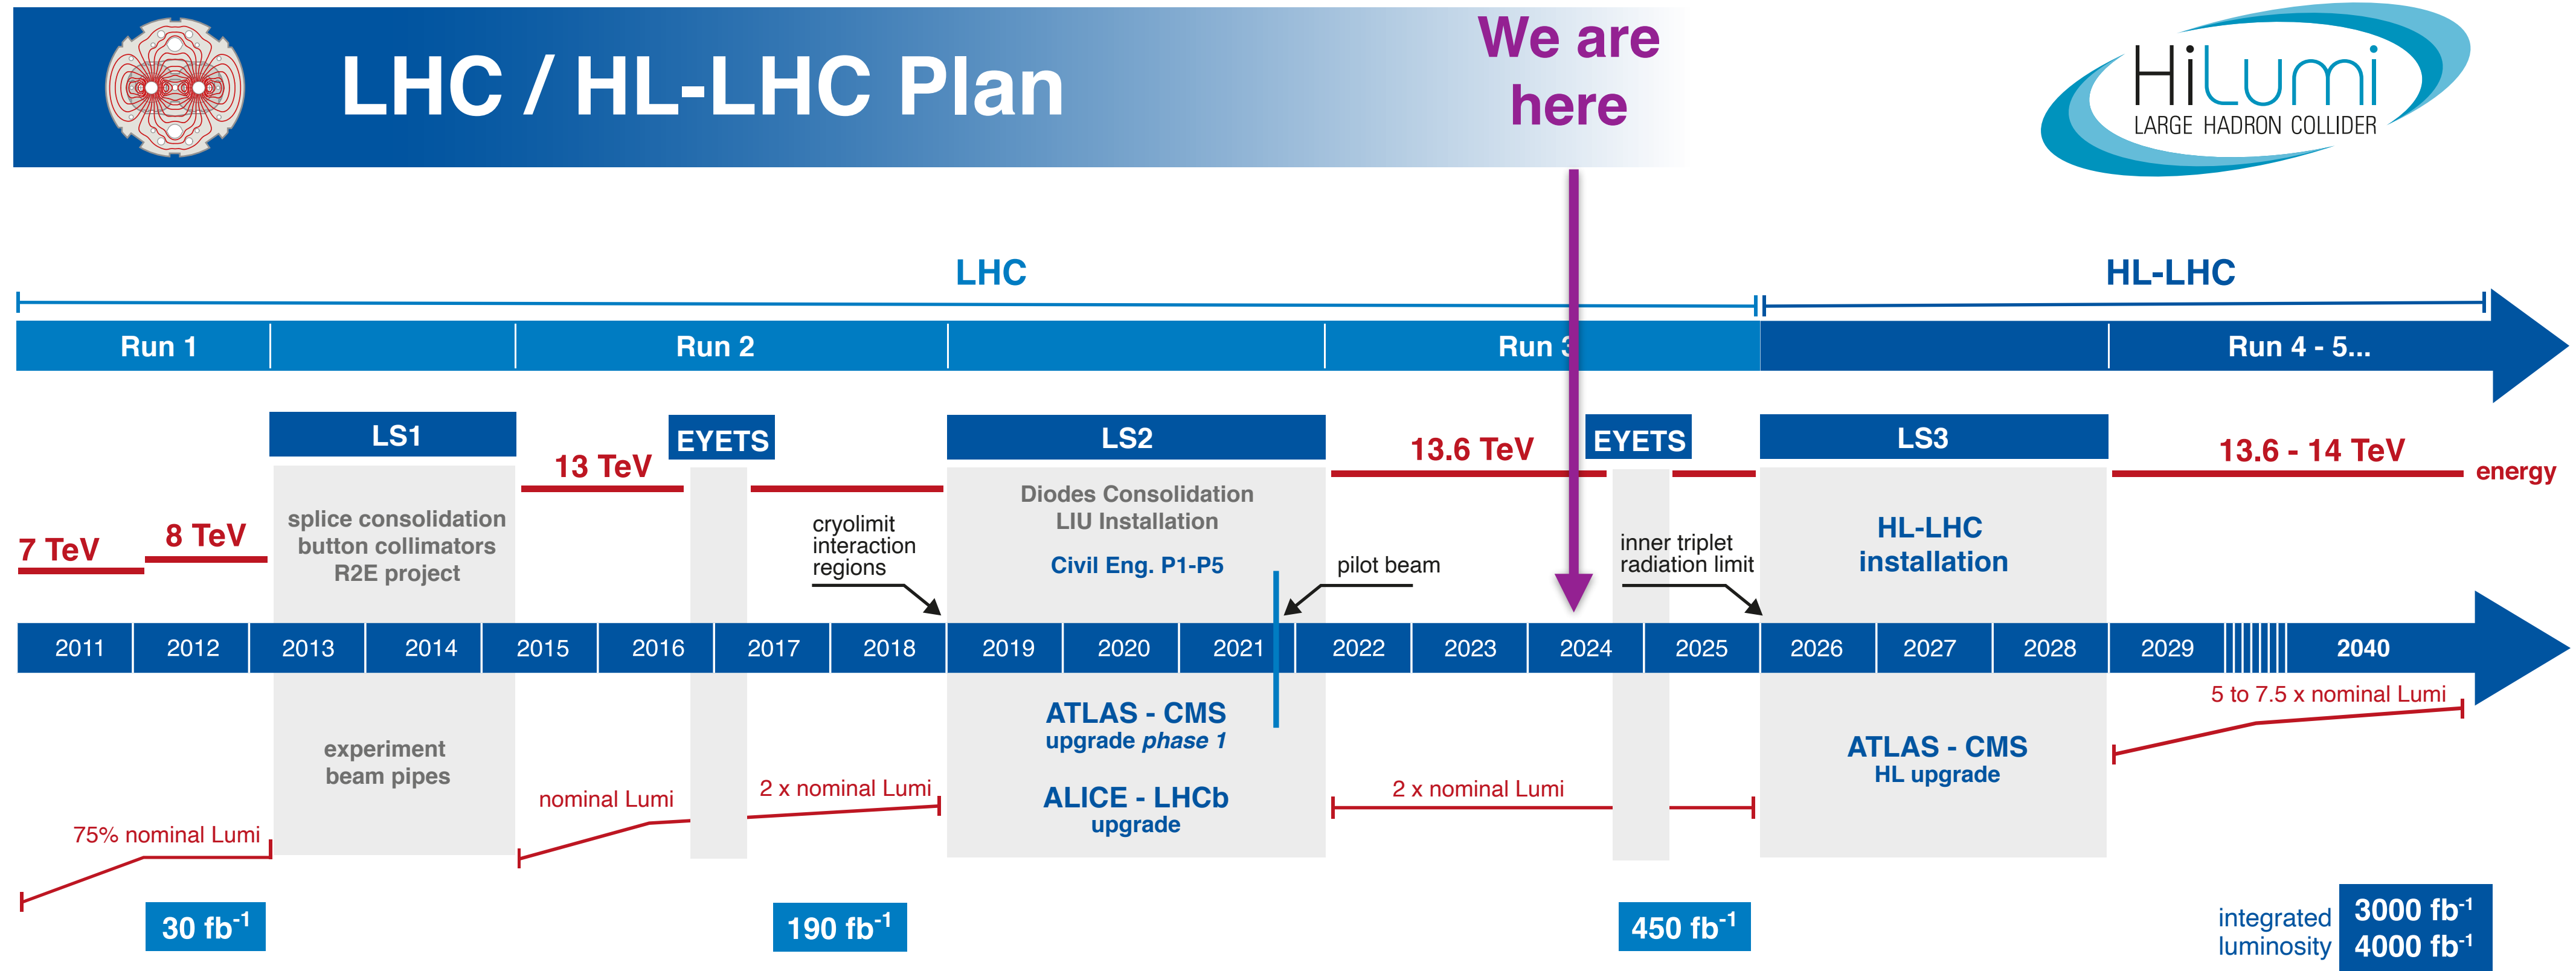 LHC / HL-LHC Plan
We are
here
HiLumi
LARGE HADRON COLLIDER
LHC
HL-LHC
Run 1
Run 2
Run 3
Run 4 - 5...
LS1
EYETS
LS2
EYETS
LS3
7 TeV
8 TeV
13 TeV
13.6 TeV
13.6 - 14 TeV
energy
splice consolidation
button collimators
R2E project
cryolimit
interaction
regions
Diodes Consolidation
LIU Installation
Civil Eng. P1-P5
pilot beam
inner triplet
radiation limit
HL-LHC
installation
2011 2012 2013 2014 2015 2016 2017 2018 2019 2020 2021 2022 2023 2024 2025 2026 2027 2028 2029 2040
experiment
beam pipes
ATLAS - CMS
upgrade phase 1
ALICE - LHCb
upgrade
ATLAS - CMS
HL upgrade
75% nominal Lumi
nominal Lumi
2 x nominal Lumi
2 x nominal Lumi
5 to 7.5 x nominal Lumi
30 fb-1
190 fb-1
450 fb-1
integrated
luminosity
3000 fb-1
4000 fb-1